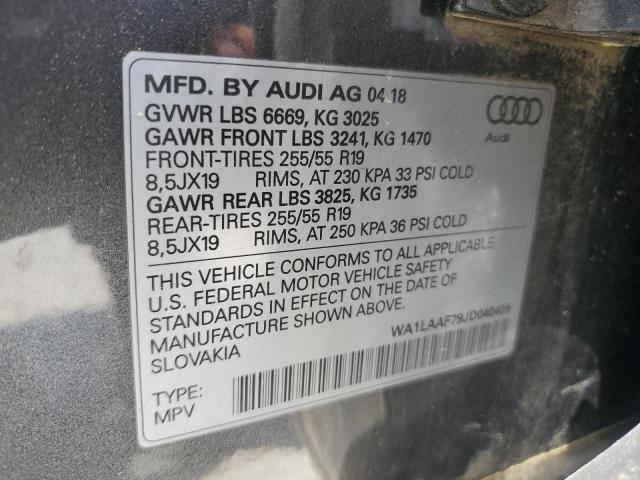 MFD. BY AUDI AG 04.18
GVWR LBS 6669, KG 3025
GAWR FRONT LBS 3241, KG 1470
FRONT-TIRES 255/55 R19
8,5JX19 RIMS, AT 230 KPA 33 PSI COLD
GAWR REAR LBS 3825, KG 1735
REAR-TIRES 255/55 R19
8,5JX19 RIMS, AT 250 KPA 36 PSI COLD
Audi
THIS VEHICLE CONFORMS TO ALL APPLICABLE
U.S. FEDERAL MOTOR VEHICLE SAFETY
STANDARDS IN EFFECT ON THE DATE OF
MANUFACTURE SHOWN ABOVE.
SLOVAKIA
WA1LAAF79JD040408
TYPE:
MPV